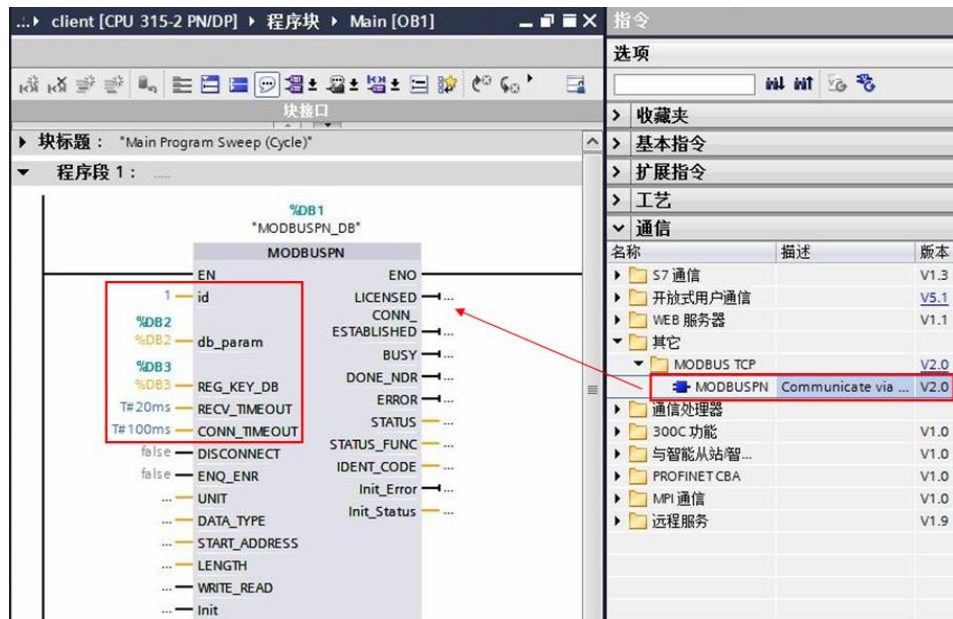 ...▸ client [CPU 315-2 PN/DP] ▸ 程序块 ▸ Main [OB1]
块接口
块标题： "Main Program Sweep (Cycle)"
程序段 1： .....
%DB1
"MODBUSPN_DB"
MODBUSPN
EN
ENO
1
id
LICENSED
...
%DB2
%DB2
db_param
CONN_
ESTABLISHED
...
BUSY
...
%DB3
%DB3
REG_KEY_DB
DONE_NDR
...
T#20ms
RECV_TIMEOUT
ERROR
...
T#100ms
CONN_TIMEOUT
STATUS
...
false
DISCONNECT
STATUS_FUNC
...
false
ENQ_ENR
IDENT_CODE
...
...
UNIT
Init_Error
...
...
DATA_TYPE
Init_Status
...
...
START_ADDRESS
...
LENGTH
...
WRITE_READ
...
Init
指令
选项
收藏夹
基本指令
扩展指令
工艺
通信
名称 描述 版本
S7 通信 V1.3
开放式用户通信 V5.1
WEB 服务器 V1.1
其它
MODBUS TCP V2.0
MODBUSPN Communicate via ... V2.0
通信处理器
300C 功能 V1.0
与智能从站/智... V1.0
PROFINET CBA V1.0
MPI 通信 V1.0
远程服务 V1.9